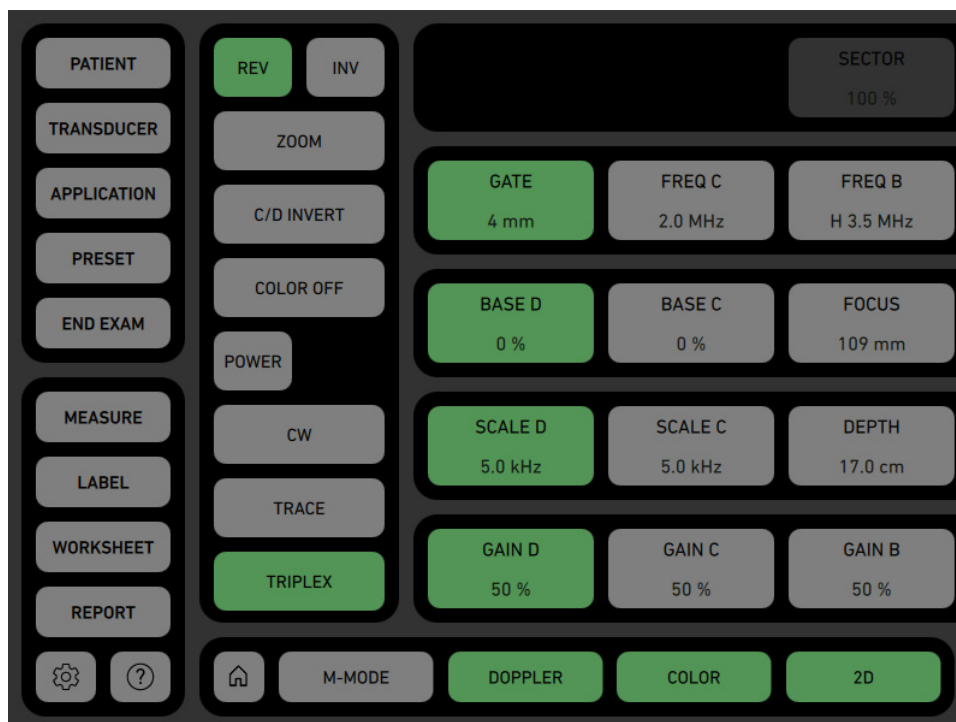 PATIENT
TRANSDUCER
APPLICATION
PRESET
END EXAM
MEASURE
LABEL
WORKSHEET
REPORT
?
REV INV
ZOOM
C/D INVERT
COLOR OFF
POWER
CW
TRACE
TRIPLEX
SECTOR
100 %
GATE FREQ C FREQ B
4 mm 2.0 MHz H 3.5 MHz
BASE D BASE C FOCUS
0 % 0 % 109 mm
SCALE D SCALE C DEPTH
5.0 kHz 5.0 kHz 17.0 cm
GAIN D GAIN C GAIN B
50 % 50 % 50 %
M-MODE DOPPLER COLOR 2D